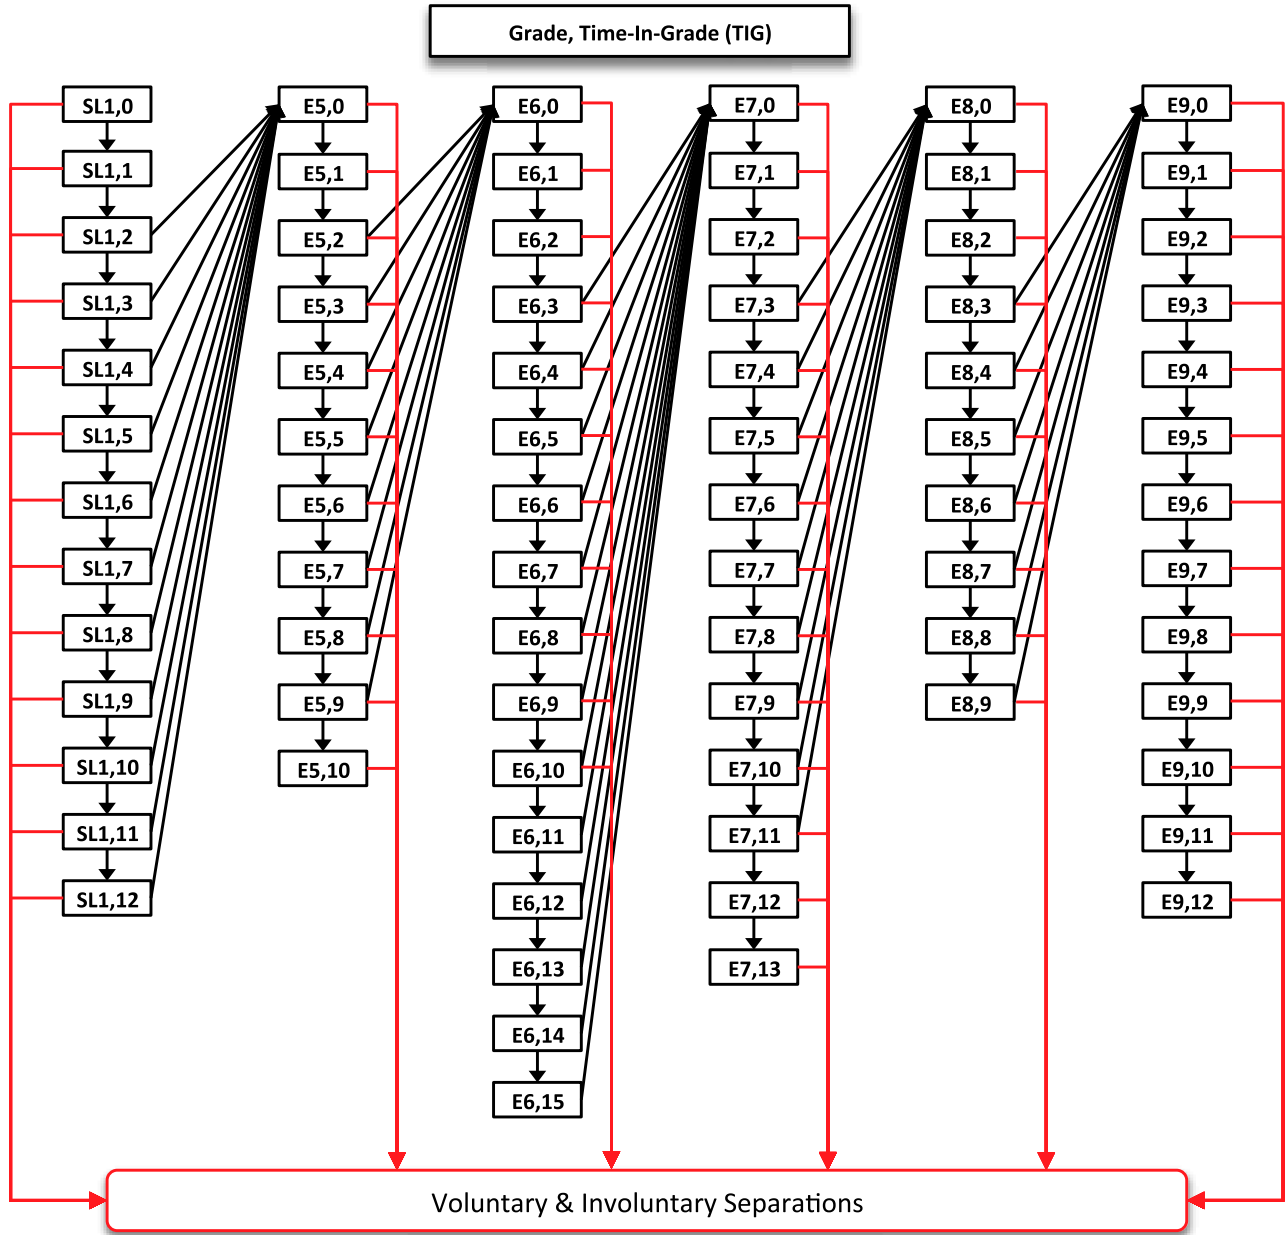 Grade, Time-In-Grade (TIG)
SL1,0
SL1,1
SL1,2
SL1,3
SL1,4
SL1,5
SL1,6
SL1,7
SL1,8
SL1,9
SL1,10
SL1,11
SL1,12
E5,0
E5,1
E5,2
E5,3
E5,4
E5,5
E5,6
E5,7
E5,8
E5,9
E5,10
E6,0
E6,1
E6,2
E6,3
E6,4
E6,5
E6,6
E6,7
E6,8
E6,9
E6,10
E6,11
E6,12
E6,13
E6,14
E6,15
E7,0
E7,1
E7,2
E7,3
E7,4
E7,5
E7,6
E7,7
E7,8
E7,9
E7,10
E7,11
E7,12
E7,13
E8,0
E8,1
E8,2
E8,3
E8,4
E8,5
E8,6
E8,7
E8,8
E8,9
E9,0
E9,1
E9,2
E9,3
E9,4
E9,5
E9,6
E9,7
E9,8
E9,9
E9,10
E9,11
E9,12
Voluntary & Involuntary Separations